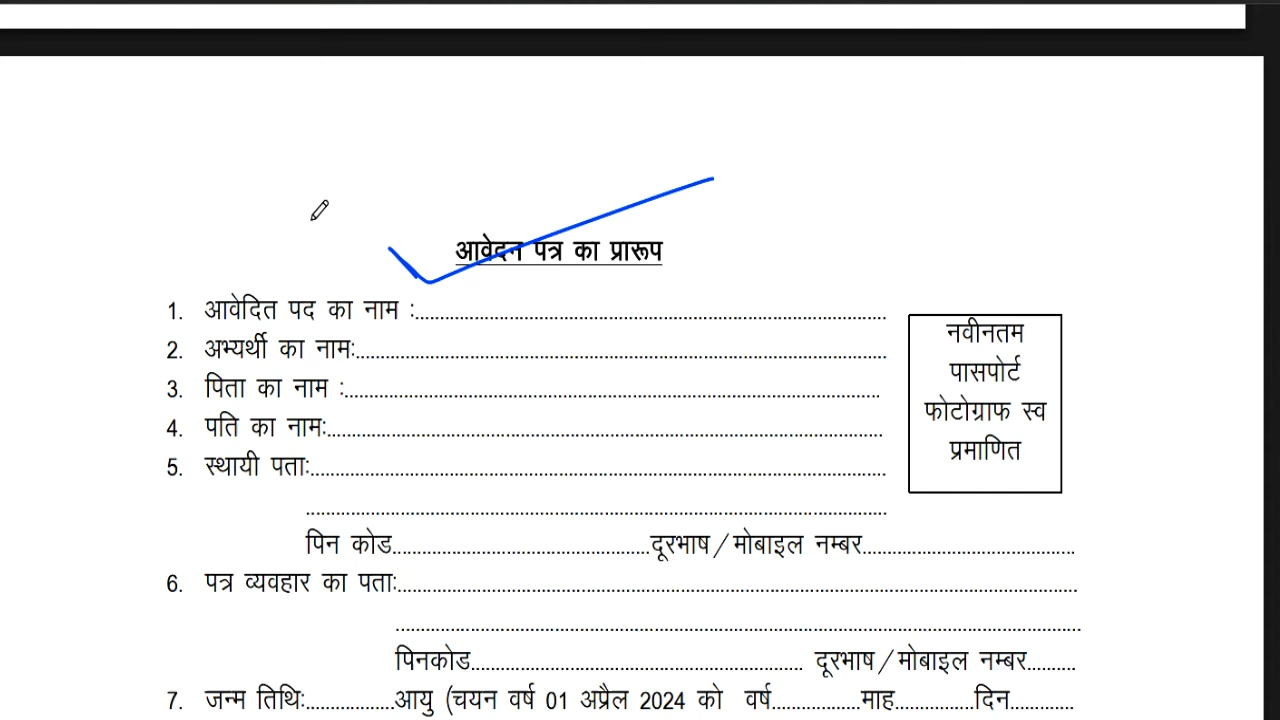 आवेदन पत्र का प्रारूप
1. आवेदित पद का नाम :........................
2. अभ्यर्थी का नामः........................
3. पिता का नाम :........................
4. पति का नामः........................
5. स्थायी पताः........................
........................
नवीनतम
पासपोर्ट
फोटोग्राफ स्व
प्रमाणित
पिन कोड........................दूरभाष/मोबाइल नम्बर........................
6. पत्र व्यवहार का पताः........................
........................
पिनकोड........................ दूरभाष/मोबाइल नम्बर..........
7. जन्म तिथिः.................आयु (चयन वर्ष 01 अप्रैल 2024 को वर्ष.................माह...............दिन............